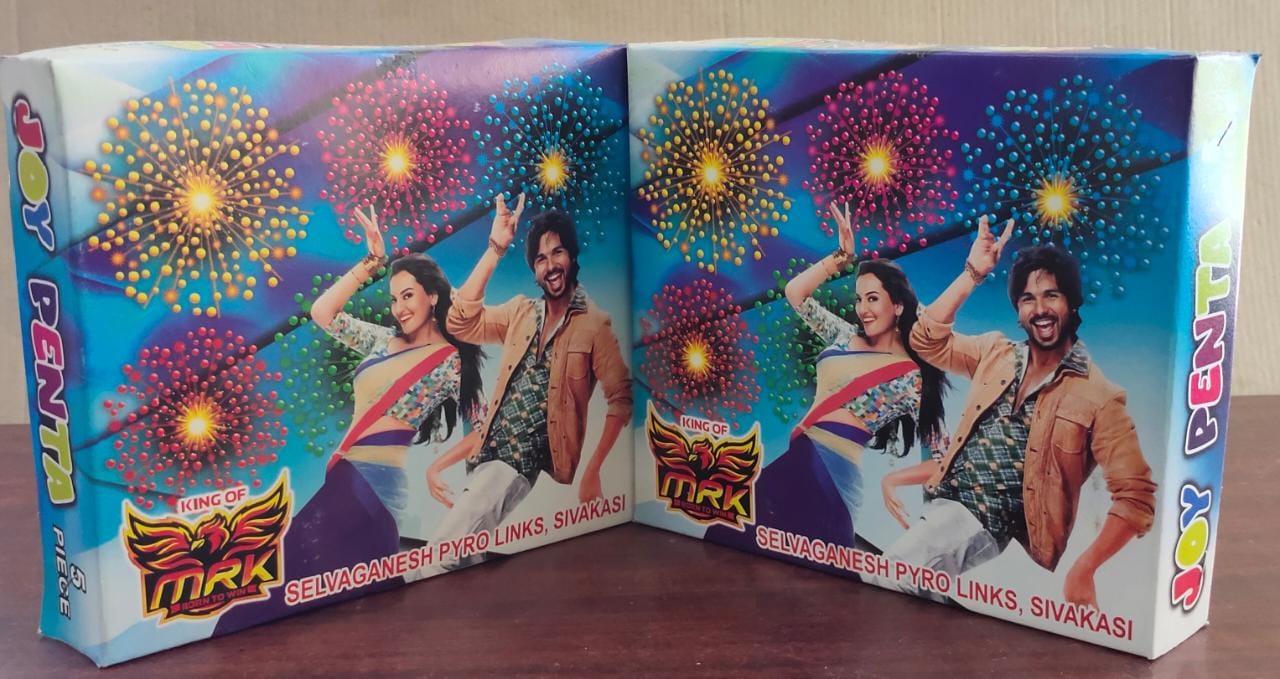 JOY PENTA
5 PIECE
KING OF
MRK
BORN TO WIN
SELVAGANESH PYRO LINKS, SIVAKASI
KING OF
MRK
BORN TO WIN
SELVAGANESH PYRO LINKS, SIVAKASI
JOY PENTA